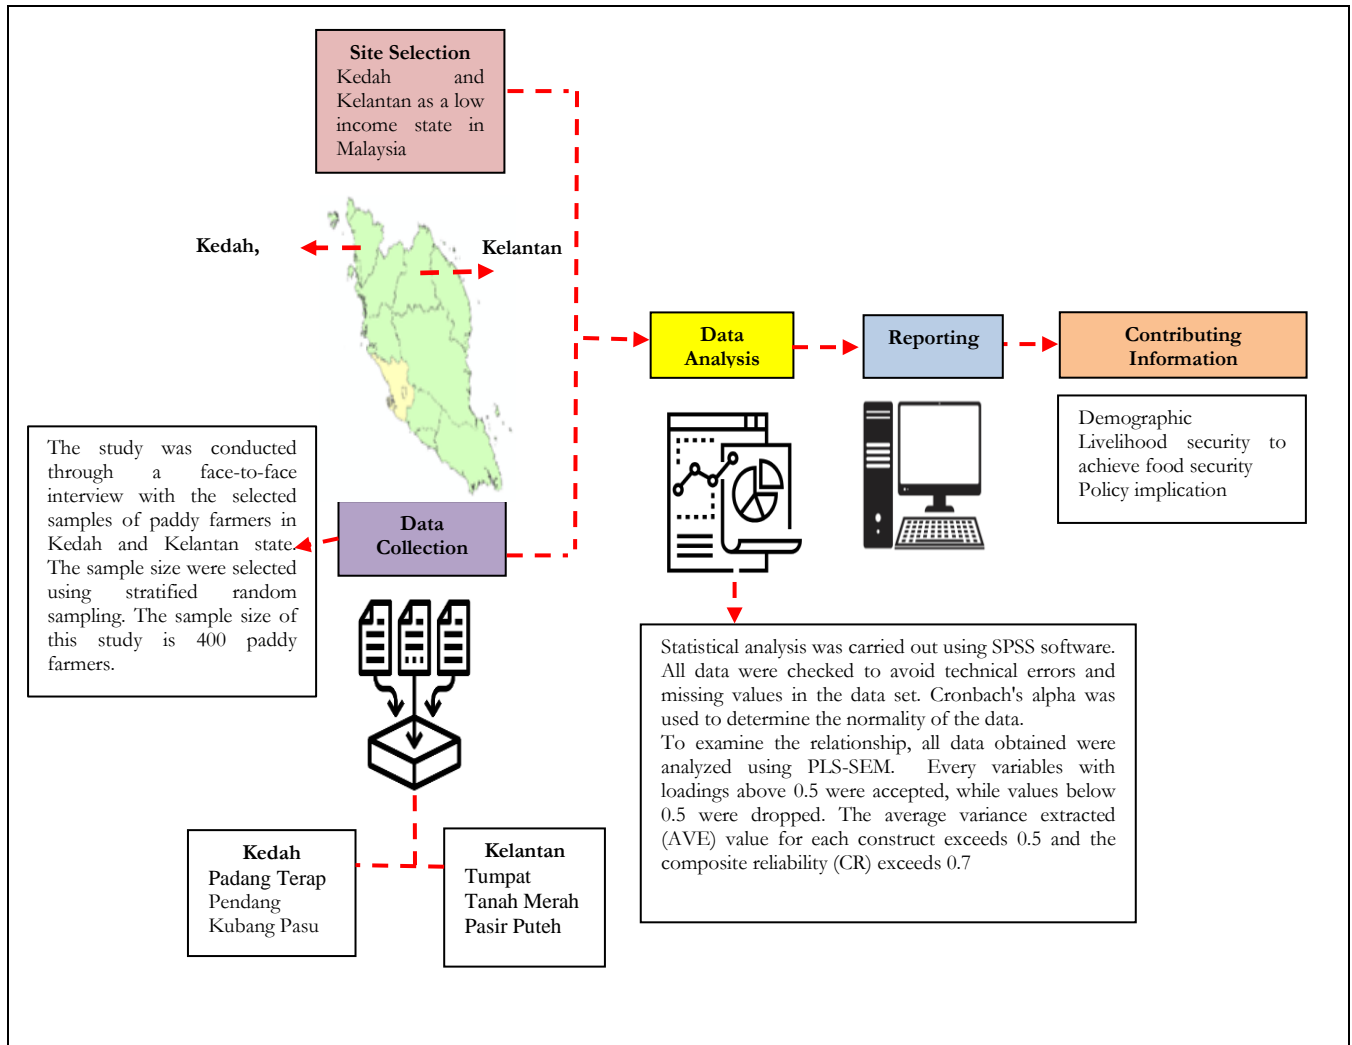 Site Selection
Kedah and
Kelantan as a low
income state in
Malaysia
Kedah,
Kelantan
Data
Analysis
Reporting
Contributing
Information
Demographic
Livelihood security to
achieve food security
Policy implication
The study was conducted
through a face-to-face
interview with the selected
samples of paddy farmers in
Kedah and Kelantan state.
The sample size were selected
using stratified random
sampling. The sample size of
this study is 400 paddy
farmers.
Data
Collection
Statistical analysis was carried out using SPSS software.
All data were checked to avoid technical errors and
missing values in the data set. Cronbach's alpha was
used to determine the normality of the data.
To examine the relationship, all data obtained were
analyzed using PLS-SEM. Every variables with
loadings above 0.5 were accepted, while values below
0.5 were dropped. The average variance extracted
(AVE) value for each construct exceeds 0.5 and the
composite reliability (CR) exceeds 0.7
Kedah
Padang Terap
Pendang
Kubang Pasu
Kelantan
Tumpat
Tanah Merah
Pasir Puteh